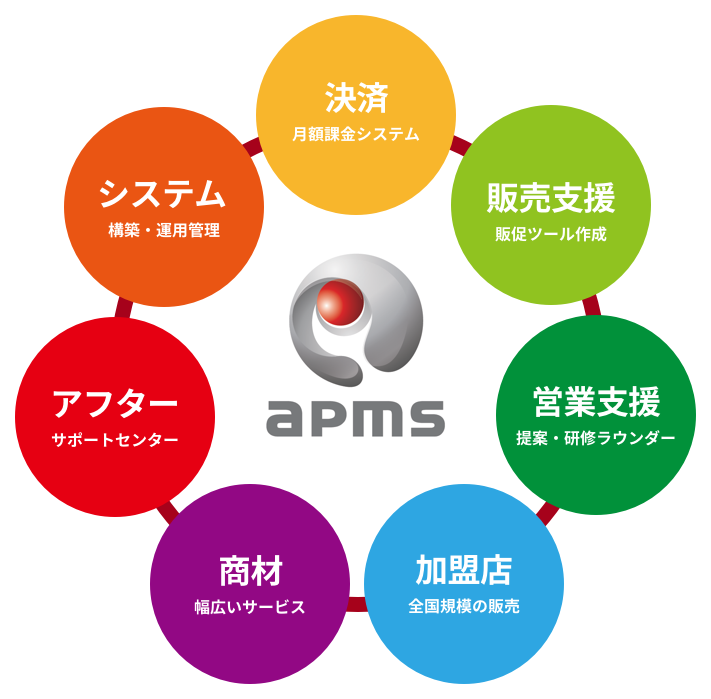 決済
月額課金システム
販売支援
販促ツール作成
営業支援
提案・研修ラウンダー
加盟店
全国規模の販売
商材
幅広いサービス
アフター
サポートセンター
システム
構築・運用管理
apms